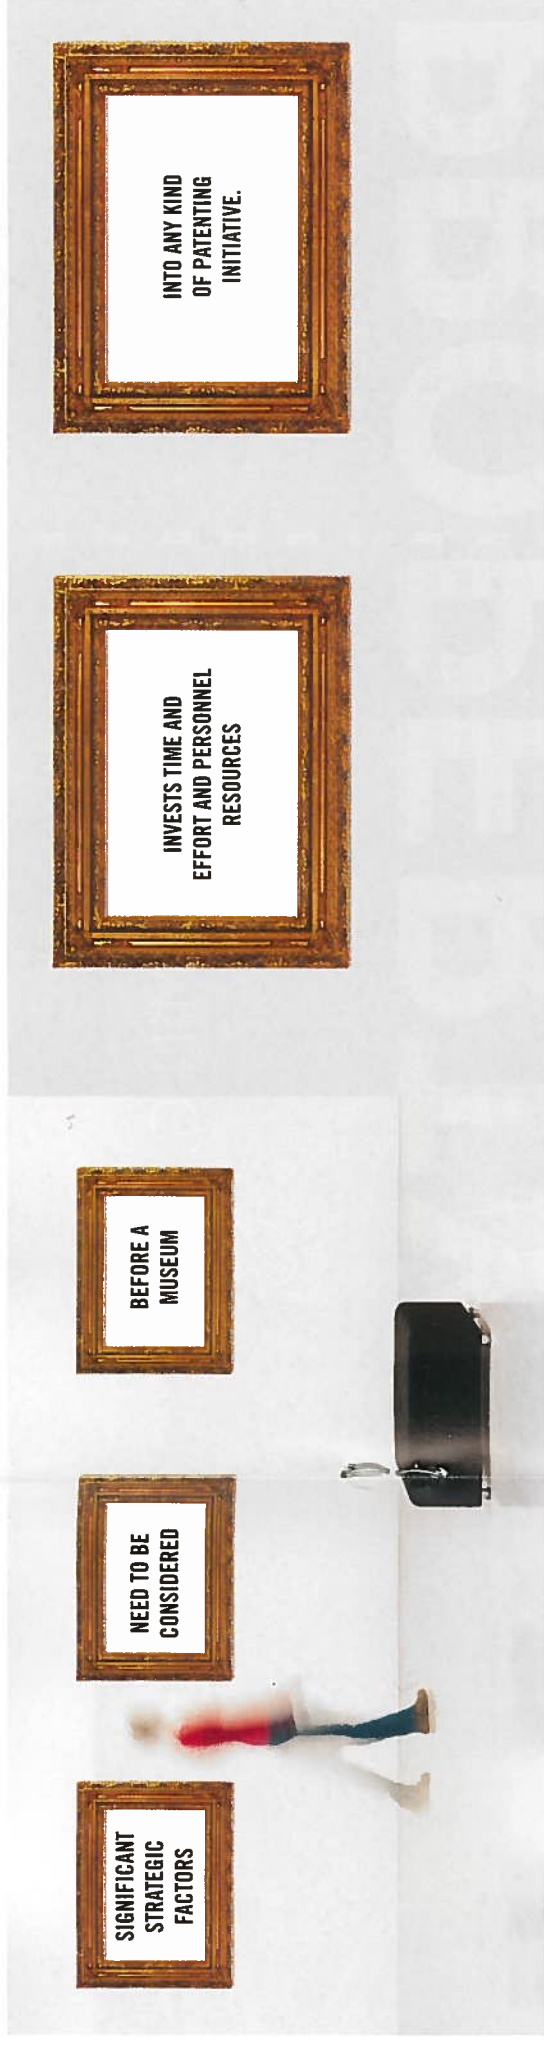 SIGNIFICANT
STRATEGIC
FACTORS
NEED TO BE
CONSIDERED
BEFORE A
MUSEUM
INVESTS TIME AND
EFFORT AND PERSONNEL
RESOURCES
INTO ANY KIND
OF PATENTING
INITIATIVE.